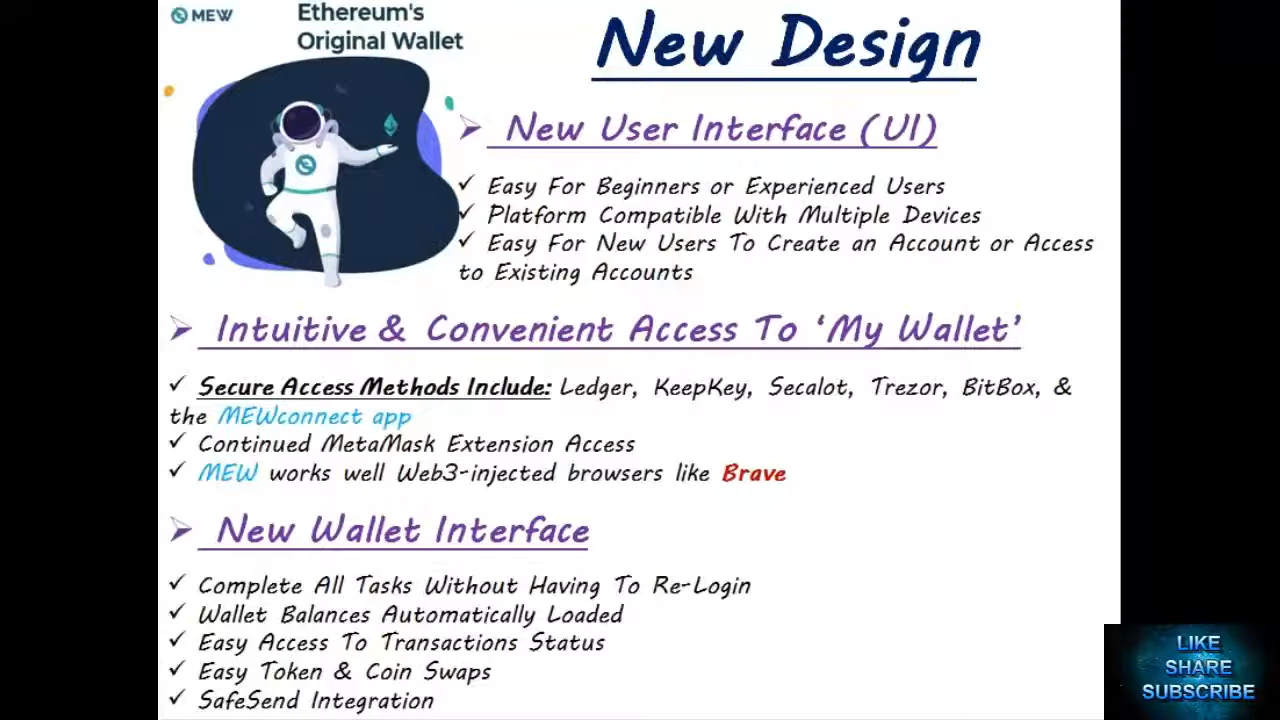 MEW
Ethereum's
Original Wallet
New Design
➢ New User Interface (UI)
✓ Easy For Beginners or Experienced Users
✓ Platform Compatible With Multiple Devices
✓ Easy For New Users To Create an Account or Access
to Existing Accounts
➢ Intuitive & Convenient Access To ‘My Wallet’
✓ Secure Access Methods Include: Ledger, KeepKey, Secalot, Trezor, BitBox, &
the MEWconnect app
✓ Continued MetaMask Extension Access
✓ MEW works well Web3-injected browsers like Brave
➢ New Wallet Interface
✓ Complete All Tasks Without Having To Re-Login
✓ Wallet Balances Automatically Loaded
✓ Easy Access To Transactions Status
✓ Easy Token & Coin Swaps
✓ SafeSend Integration
LIKE
SHARE
SUBSCRIBE